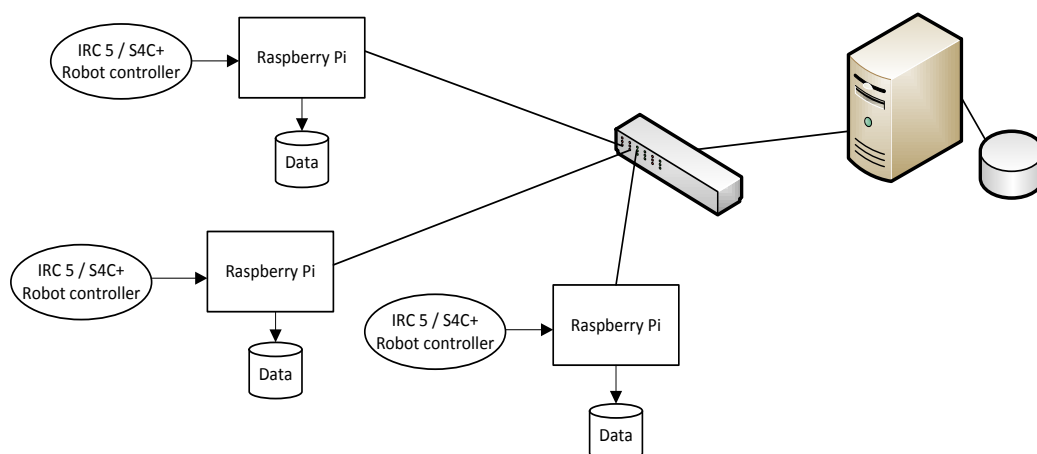 IRC 5 / S4C+
Robot controller
Raspberry Pi
Data
IRC 5 / S4C+
Robot controller
Raspberry Pi
Data
IRC 5 / S4C+
Robot controller
Raspberry Pi
Data